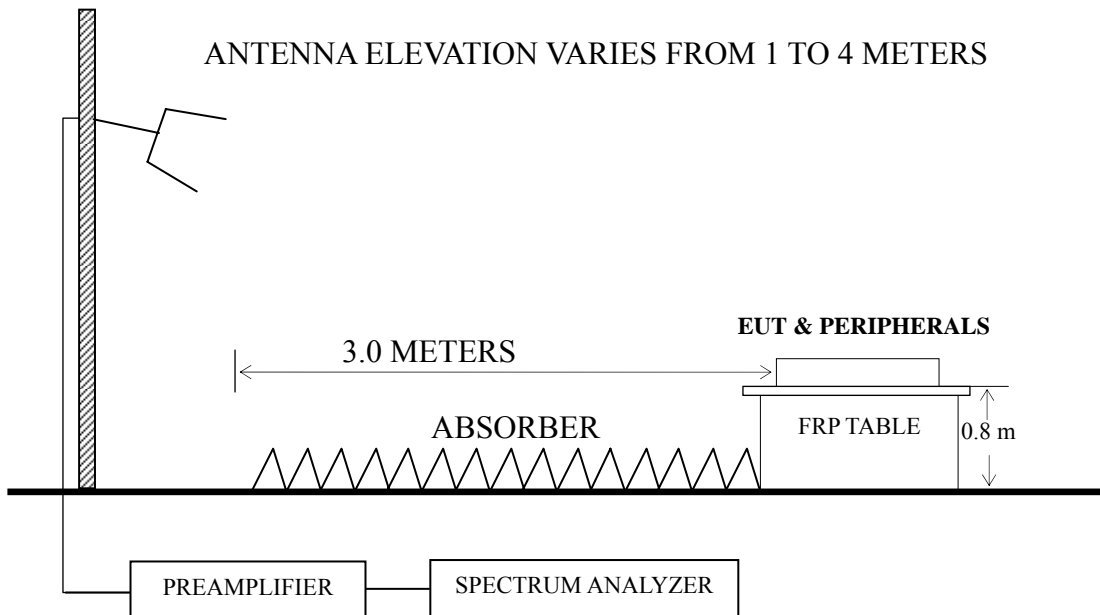 ANTENNA ELEVATION VARIES FROM 1 TO 4 METERS
EUT & PERIPHERALS
3.0 METERS
ABSORBER
FRP TABLE
0.8 m
PREAMPLIFIER
SPECTRUM ANALYZER